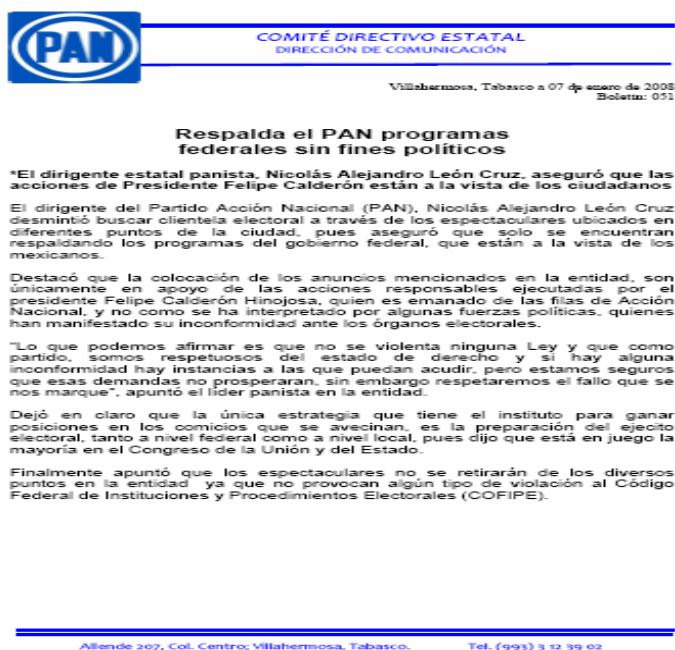 PAN
COMITÉ DIRECTIVO ESTATAL
DIRECCIÓN DE COMUNICACIÓN
Villahermosa, Tabasco a 07 de enero de 2008
Boletín: 051
Respalda el PAN programas
federales sin fines políticos
*El dirigente estatal panista, Nicolás Alejandro León Cruz, aseguró que las
acciones de Presidente Felipe Calderón están a la vista de los ciudadanos
El dirigente del Partido Acción Nacional (PAN), Nicolás Alejandro León Cruz
desmintió buscar clientela electoral a través de los espectaculares ubicados en
diferentes puntos de la ciudad, pues aseguró que solo se encuentran
respaldando los programas del gobierno federal, que están a la vista de los
mexicanos.
Destacó que la colocación de los anuncios mencionados en la entidad, son
únicamente en apoyo de las acciones responsables ejecutadas por el
presidente Felipe Calderón Hinojosa, quien es emanado de las filas de Acción
Nacional, y no como se ha interpretado por algunas fuerzas políticas, quienes
han manifestado su inconformidad ante los órganos electorales.
"Lo que podemos afirmar es que no se violenta ninguna Ley y que como
partido, somos respetuosos del estado de derecho y si hay alguna
inconformidad hay instancias a las que puedan acudir, pero estamos seguros
que esas demandas no prosperaran, sin embargo respetaremos el fallo que se
nos marque", apuntó el líder panista en la entidad.
Dejó en claro que la única estrategia que tiene el instituto para ganar
posiciones en los comicios que se avecinan, es la preparación del ejecito
electoral, tanto a nivel federal como a nivel local, pues dijo que está en juego la
mayoría en el Congreso de la Unión y del Estado.
Finalmente apuntó que los espectaculares no se retirarán de los diversos
puntos en la entidad ya que no provocan algún tipo de violación al Código
Federal de Instituciones y Procedimientos Electorales (COFIPE).
Allende 207, Col. Centro; Villahermosa, Tabasco. Tel. (993) 3 12 39 02